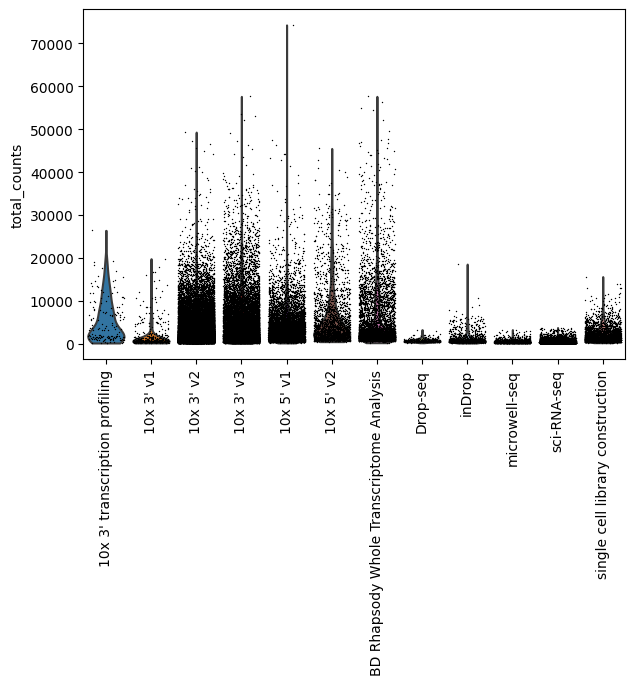 total_counts
70000
60000
50000
40000
30000
20000
10000
0
10x 3' transcription profiling
10x 3' v1
10x 3' v2
10x 3' v3
10x 5' v1
10x 5' v2
BD Rhapsody Whole Transcriptome Analysis
Drop-seq
inDrop
microwell-seq
sci-RNA-seq
single cell library construction